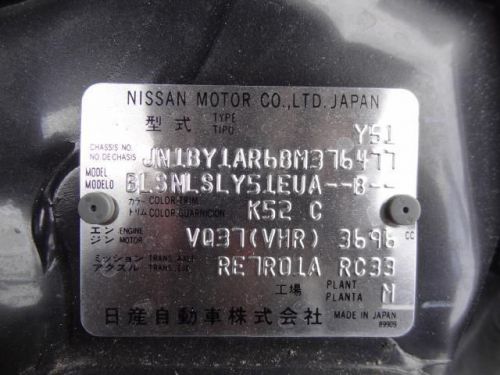 NISSAN MOTOR CO.,LTD. JAPAN
型式 TYPE TIPO Y51
CHASSIS NO. NO. DE CHASIS JN1BY1AR6BM376477
MODEL MODELO BLSNLSLY51EUA--B--
カラー トリム COLOR·TRIM COLOR·GUARNICION K52 C
エンジン ENGINE MOTOR VQ37(VHR) 3696 CC
ミッション アクスル TRANS. AXLE TRANS. EJE RE7R01A RC33
工場 PLANT PLANTA M
日産自動車株式会社 MADE IN JAPAN
89909